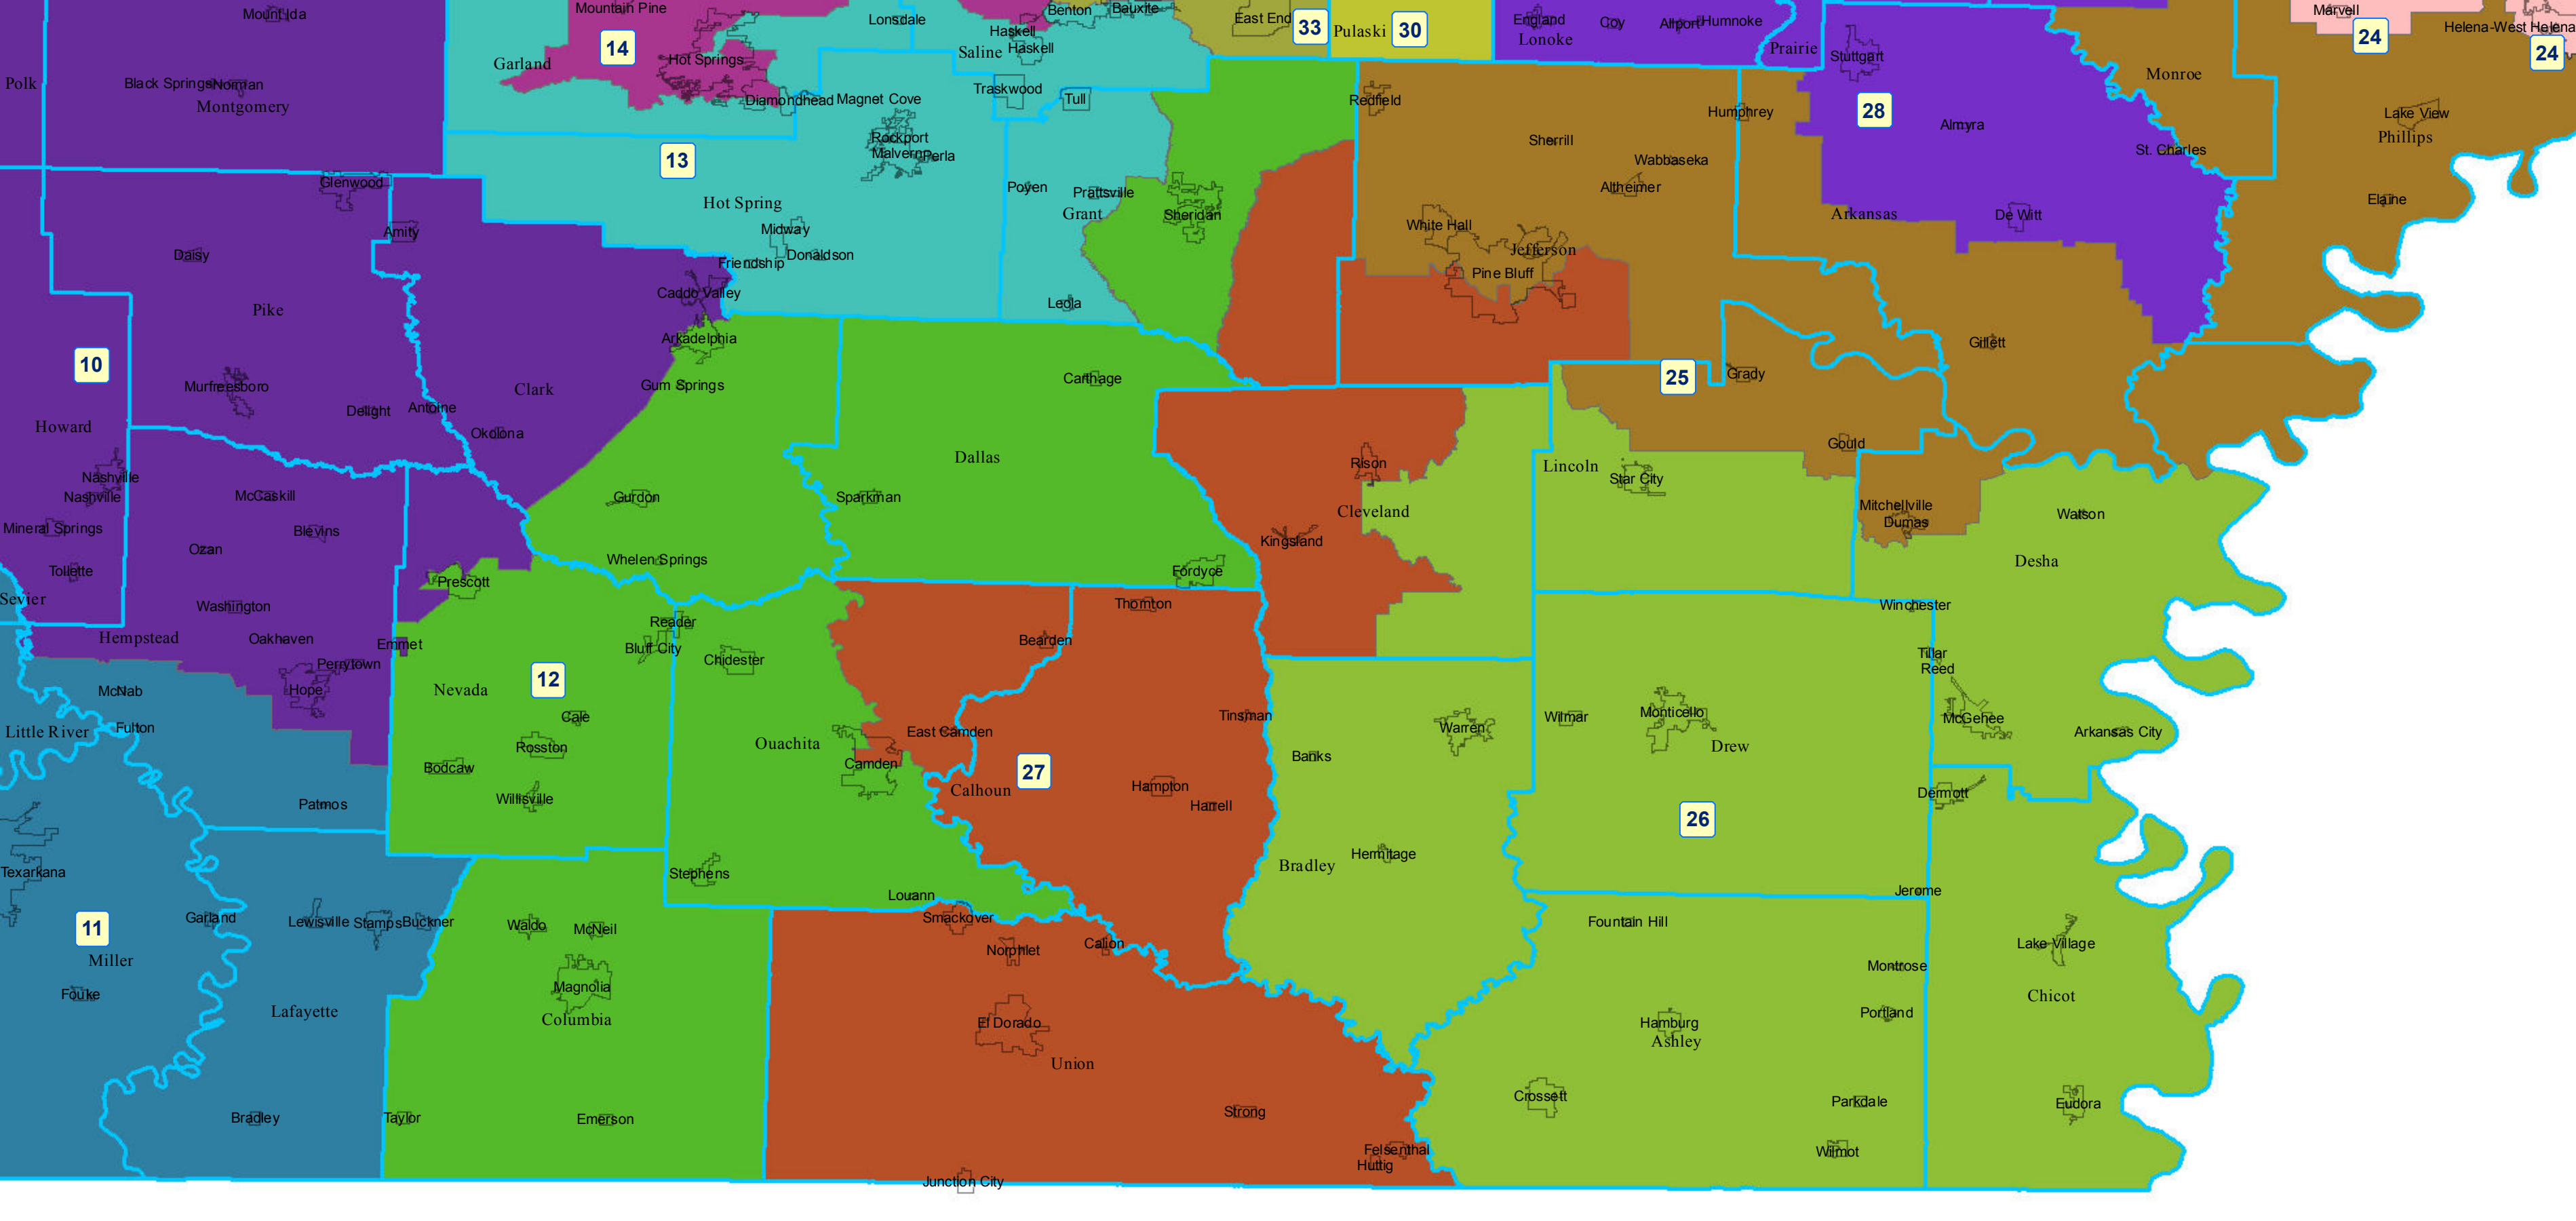 Mount Ida
Mountain Pine
Lonsdale
Benton
Bauxite
East End
33
Pulaski
30
England
Coy
Allport
Humnoke
Marvell
24
Helena-West Helena
24
Haskell
Haskell
Saline
Lonoke
Prairie
Stuttgart
14
Hot Springs
Garland
Polk
Black Springs
Norman
Montgomery
Diamondhead
Magnet Cove
Traskwood
Tull
Redfield
Humphrey
28
Almyra
Monroe
Lake View
Phillips
Rockport
Malvern
Perla
13
Sherrill
Wabbaseka
St. Charles
Glenwood
Hot Spring
Poyen
Prattsville
Grant
Sheridan
Altheimer
White Hall
Arkansas
De Witt
Elaine
Amity
Midway
Donaldson
Friendship
Daisy
Jefferson
Pine Bluff
Caddo Valley
Leola
Pike
Arkadelphia
Gillett
10
Murfreesboro
Clark
Gum Springs
Carthage
25
Grady
Delight
Antoine
Okolona
Howard
Dallas
Gould
Rison
Lincoln
Star City
Nashville
Nashville
McCaskill
Gurdon
Sparkman
Cleveland
Mitchellville
Dumas
Watson
Mineral Springs
Blevins
Ozan
Kingsland
Whelen Springs
Fordyce
Desha
Tollette
Prescott
Sevier
Washington
Thornton
Winchester
Hempstead
Oakhaven
Emmet
Reader
Bluff City
Bearden
Tillar
Reed
Perrytown
Hope
Chidester
McNab
Nevada
12
Cale
Tinsman
Wilmar
Monticello
McGehee
Little River
Fulton
Rosston
Ouachita
East Camden
Warren
Drew
Arkansas City
Bodcaw
Camden
27
Banks
Willisville
Calhoun
Hampton
Harrell
Dermott
Patmos
26
Hermitage
Bradley
Texarkana
Stephens
Louann
Jerome
11
Garland
Lewisville
Stamps
Buckner
Waldo
McNeil
Smackover
Norphlet
Calion
Fountain Hill
Lake Village
Miller
Montrose
Fouke
Magnolia
Chicot
Lafayette
Columbia
El Dorado
Portland
Hamburg
Ashley
Union
Crossett
Parkdale
Eudora
Bradley
Taylor
Emerson
Strong
Felsenthal
Huttig
Wilmot
Junction City